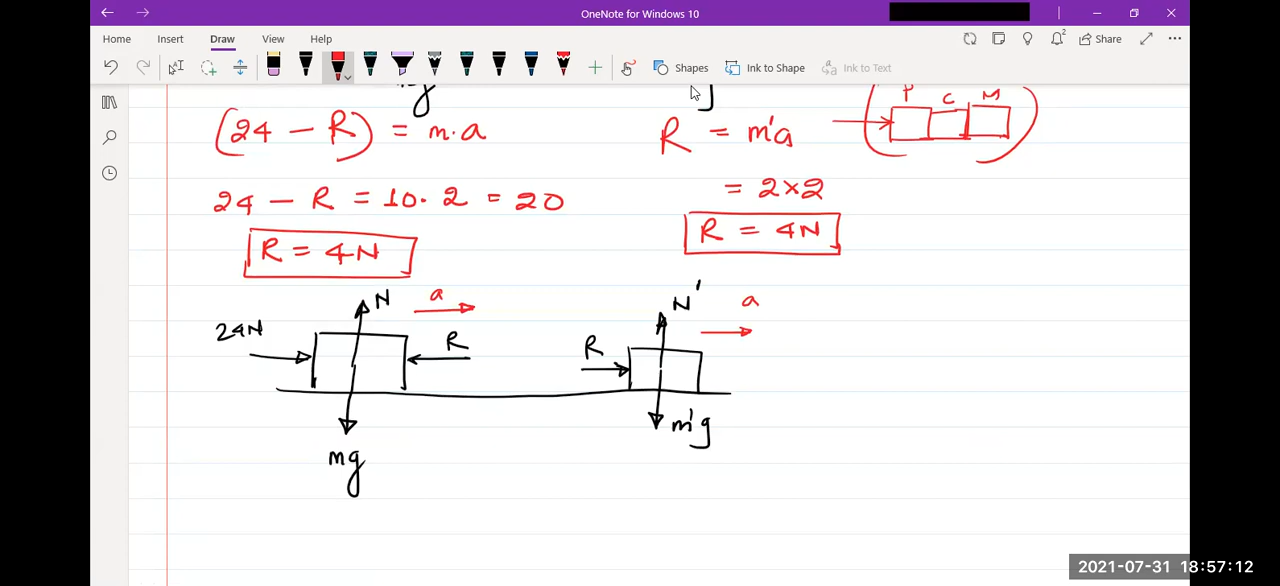 OneNote for Windows 10
Home Insert Draw View Help
Share
Shapes Ink to Shape Ink to Text
P C M
(24 - R) = m.a
R = m'a
24 - R = 10. 2 = 20
= 2×2
R = 4N
R = 4N
N a
N' a
24N R
R
mg
m'g
2021-07-31 18:57:12